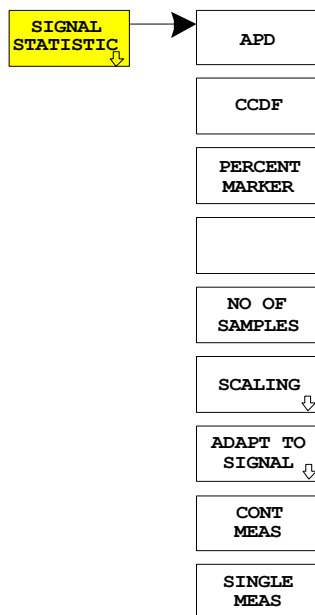 SIGNAL
STATISTIC
APD
CCDF
PERCENT
MARKER
NO OF
SAMPLES
SCALING
ADAPT TO
SIGNAL
CONT
MEAS
SINGLE
MEAS